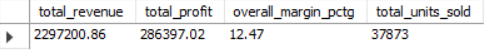 total_revenue total_profit overall_margin_pctg total_units_sold
2297200.86 286397.02 12.47 37873